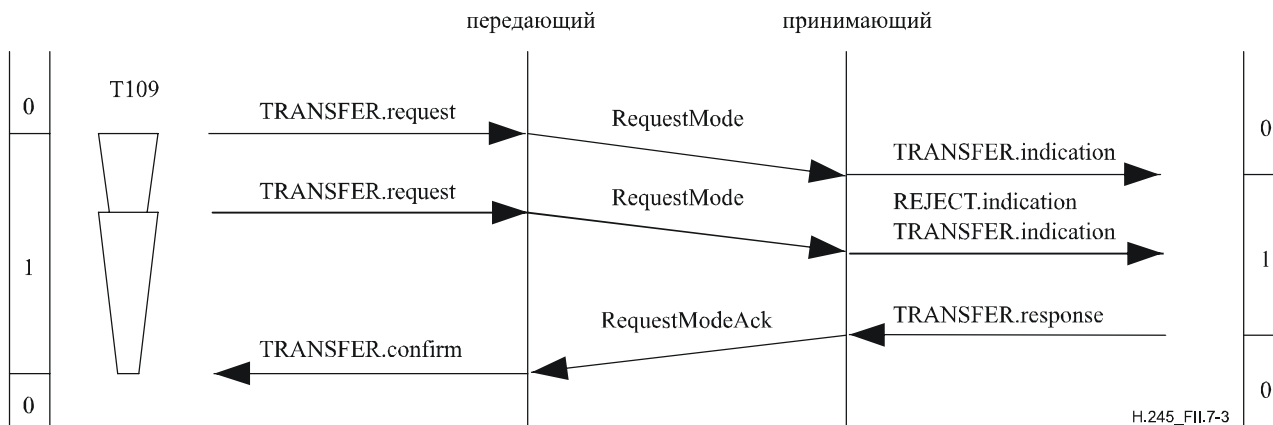 передающий
принимающий
T109
0
TRANSFER.request
RequestMode
0
TRANSFER.indication
TRANSFER.request
RequestMode
REJECT.indication
TRANSFER.indication
1
1
RequestModeAck
TRANSFER.response
TRANSFER.confirm
0
0
H.245_FII.7-3